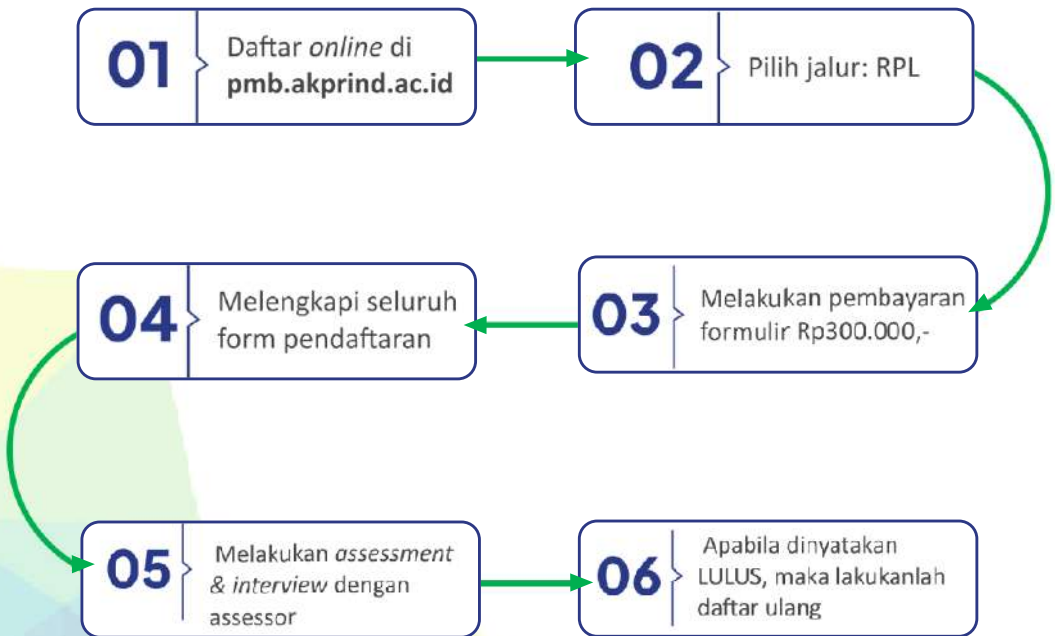 01
Daftar online di
pmb.akprind.ac.id
02
Pilih jalur: RPL
03
Melakukan pembayaran
formulir Rp300.000,-
04
Melengkapi seluruh
form pendaftaran
05
Melakukan assessment
& interview dengan
assessor
06
Apabila dinyatakan
LULUS, maka lakukanlah
daftar ulang